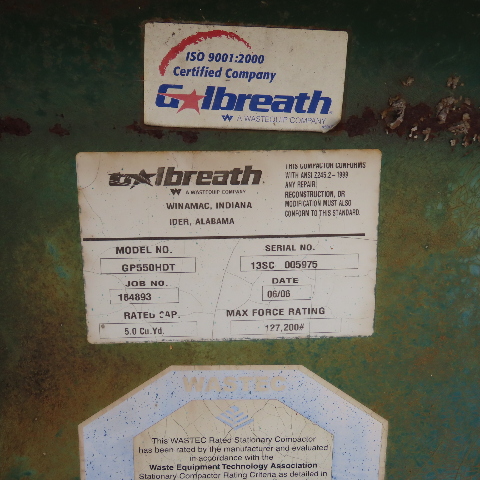 ISO 9001:2000
Certified Company
Galbreath
A WASTEQUIP COMPANY
Galbreath
A WASTEQUIP COMPANY
WINAMAC, INDIANA
IDER, ALABAMA
THIS COMPACTOR CONFORMS
WITH ANSI Z245.2-1999
ANY REPAIR,
RECONSTRUCTION, OR
MODIFICATION MUST ALSO
CONFORM TO THIS STANDARD.
MODEL NO.
GP550HDT
SERIAL NO.
13SC 005975
JOB NO.
184893
DATE
06/06
RATED CAP.
5.0 Cu.Yd.
MAX FORCE RATING
127,200#
WASTEC
This WASTEC Rated Stationary Compactor
has been rated by the manufacturer and evaluated
in accordance with the
Waste Equipment Technology Association
Stationary Compactor Rating Criteria as detailed in